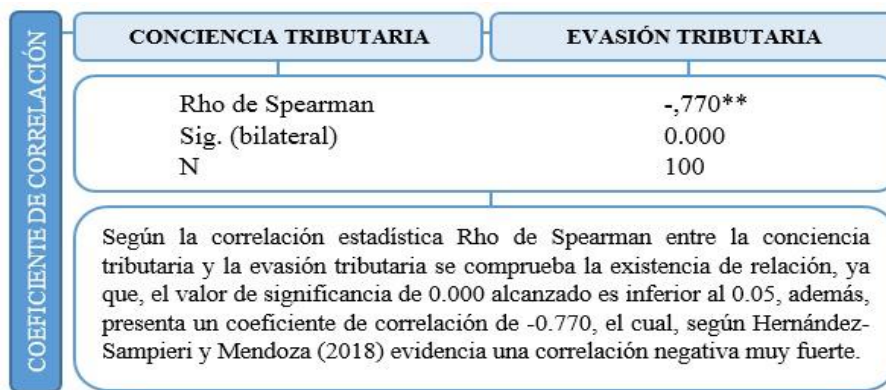 COEFICIENTE DE CORRELACIÓN
CONCIENCIA TRIBUTARIA
EVASIÓN TRIBUTARIA
Rho de Spearman -,770**
Sig. (bilateral) 0.000
N 100
Según la correlación estadística Rho de Spearman entre la conciencia
tributaria y la evasión tributaria se comprueba la existencia de relación, ya
que, el valor de significancia de 0.000 alcanzado es inferior al 0.05, además,
presenta un coeficiente de correlación de -0.770, el cual, según Hernández-
Sampieri y Mendoza (2018) evidencia una correlación negativa muy fuerte.